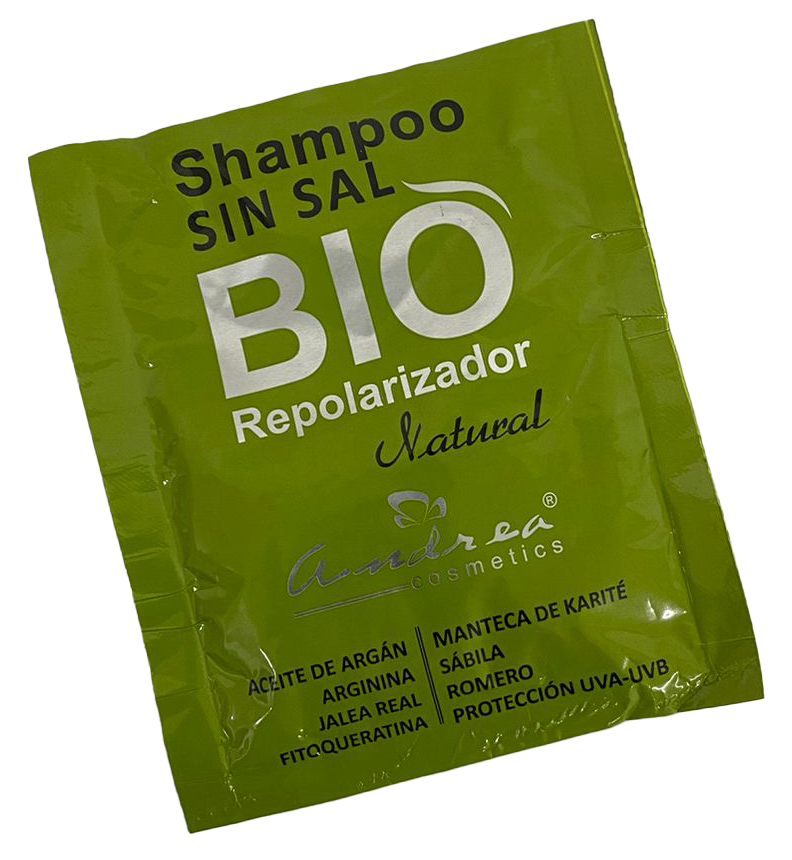 Shampoo
SIN SAL
BIO
Repolarizador
Natural
andrea®
cosmetics
ACEITE DE ARGÁN
ARGININA
JALEA REAL
FITOQUERATINA
MANTECA DE KARITÉ
SÁBILA
ROMERO
PROTECCIÓN UVA-UVB